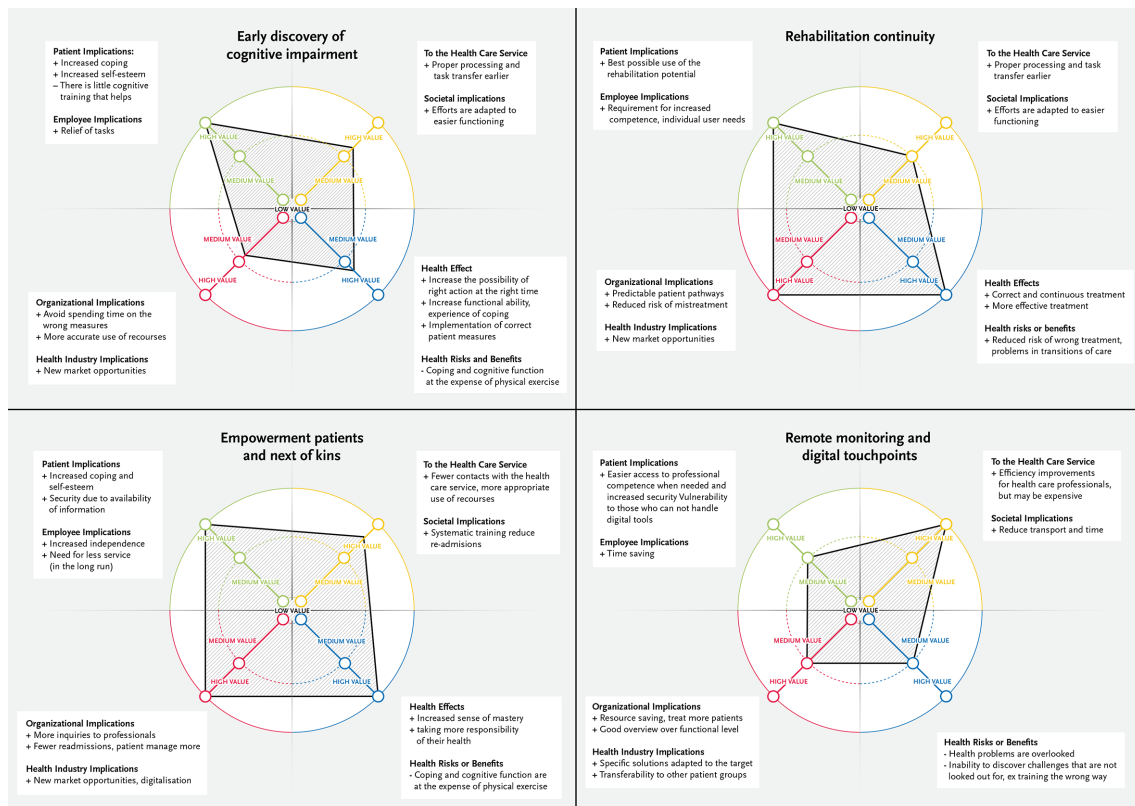 Early discovery of
cognitive impairment
Patient Implications:
+ Increased coping
+ Increased self-esteem
– There is little cognitive
training that helps
Employee Implications
+ Relief of tasks
To the Health Care Service
+ Proper processing and
task transfer earlier
Societal implications
+ Efforts are adapted to
easier functioning
HIGH VALUE
HIGH VALUE
MEDIUM VALUE
MEDIUM VALUE
LOW VALUE
MEDIUM VALUE
MEDIUM VALUE
HIGH VALUE
HIGH VALUE
Organizational Implications
+ Avoid spending time on the
wrong measures
+ More accurate use of recourses
Health Industry Implications
+ New market opportunities
Health Effect
+ Increase the possibility of
right action at the right time
+ Increase functional ability,
experience of coping
+ Implementation of correct
patient measures
Health Risks and Benefits
- Coping and cognitive function
at the expense of physical exercise
Rehabilitation continuity
Patient Implications
+ Best possible use of the
rehabilitation potential
Employee Implications
+ Requirement for increased
competence, individual user needs
To the Health Care Service
+ Proper processing and task
transfer earlier
Societal Implications
+ Efforts are adapted to easier
functioning
HIGH VALUE
HIGH VALUE
MEDIUM VALUE
MEDIUM VALUE
LOW VALUE
MEDIUM VALUE
MEDIUM VALUE
HIGH VALUE
HIGH VALUE
Organizational Implications
+ Predictable patient pathways
+ Reduced risk of mistreatment
Health Industry Implications
+ New market opportunities
Health Effects
+ Correct and continuous treatment
+ More effective treatment
Health risks or benefits
+ Reduced risk of wrong treatment,
problems in transitions of care
Empowerment patients
and next of kins
Patient Implications
+ Increased coping and
self-esteem
+ Security due to availability
of information
Employee Implications
+ Increased independence
+ Need for less service
(in the long run)
To the Health Care Service
+ Fewer contacts with the health
care service, more appropriate
use of recourses
Societal Implications
+ Systematic training reduce
re-admisions
HIGH VALUE
HIGH VALUE
MEDIUM VALUE
MEDIUM VALUE
LOW VALUE
MEDIUM VALUE
MEDIUM VALUE
HIGH VALUE
HIGH VALUE
Organizational Implications
+ More inquiries to professionals
+ Fewer readmissions, patient manage more
Health Industry Implications
+ New market opportunities, digitalisation
Health Effects
+ Increased sense of mastery
+ taking more responsibility
of their health
Health Risks or Benefits
- Coping and cognitive function are
at the expense of physical exercise
Remote monitoring and
digital touchpoints
Patient Implications
+ Easier access to professional
competence when needed and
increased security Vulnerability
to those who can not handle
digital tools
Employee Implications
+ Time saving
To the Health Care Service
+ Efficiency improvements
for health care professionals,
but may be expensive
Societal Implications
+ Reduce transport and time
HIGH VALUE
HIGH VALUE
MEDIUM VALUE
MEDIUM VALUE
LOW VALUE
MEDIUM VALUE
MEDIUM VALUE
HIGH VALUE
HIGH VALUE
Organizational Implications
+ Resource saving, treat more patients
+ Good overview over functional level
Health Industry Implications
+ Specific solutions adapted to the target
+ Transferability to other patient groups
Health Risks or Benefits
- Health problems are overlooked
- Inability to discover challenges that are not
looked out for, ex training the wrong way